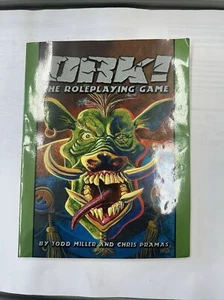 ORK!
THE ROLEPLAYING GAME
BY TODD MILLER AND CHRIS PRAMAS